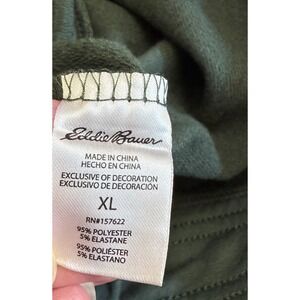 Eddie Bauer
MADE IN CHINA
HECHO EN CHINA
EXCLUSIVE OF DECORATION
EXCLUSIVO DE DECORACIÓN
XL
RN#157622
95% POLYESTER
5% ELASTANE
95% POLIÉSTER
5% ELASTANO